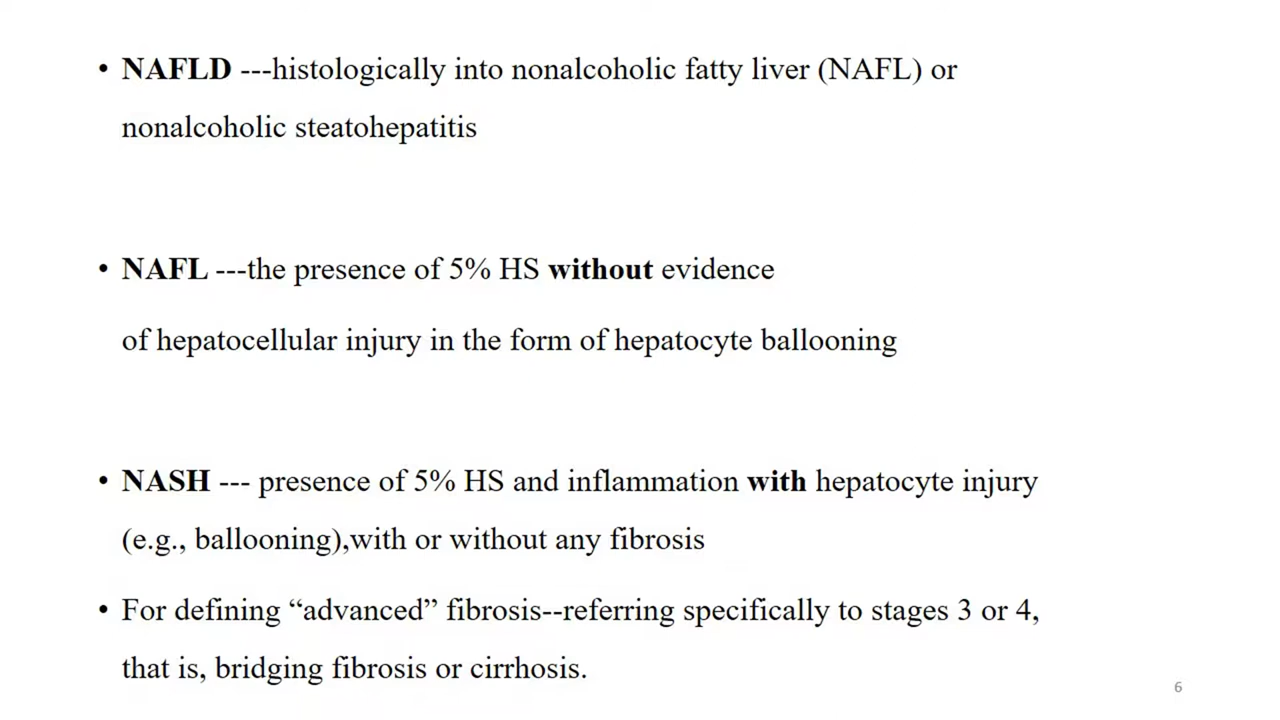 • NAFLD ---histologically into nonalcoholic fatty liver (NAFL) or
nonalcoholic steatohepatitis
• NAFL ---the presence of 5% HS without evidence
of hepatocellular injury in the form of hepatocyte ballooning
• NASH --- presence of 5% HS and inflammation with hepatocyte injury
(e.g., ballooning),with or without any fibrosis
• For defining “advanced” fibrosis--referring specifically to stages 3 or 4,
that is, bridging fibrosis or cirrhosis.
6